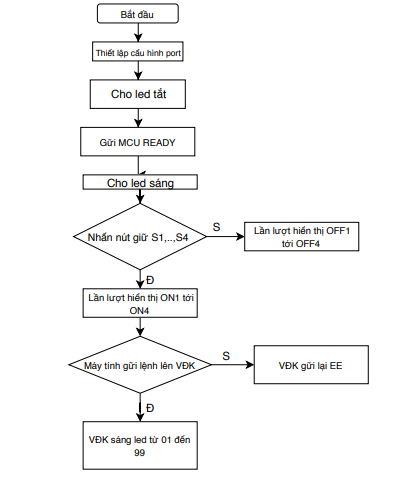 Bắt đầu
Thiết lập cấu hình port
Cho led tắt
Gửi MCU READY
Cho led sáng
Nhấn nút giữ S1,..,S4
S
Lần lượt hiển thị OFF1
tới OFF4
Đ
Lần lượt hiển thị ON1 tới
ON4
Máy tính gửi lệnh lên VĐK
S
VĐK gửi lại EE
Đ
VĐK sáng led từ 01 đến
99